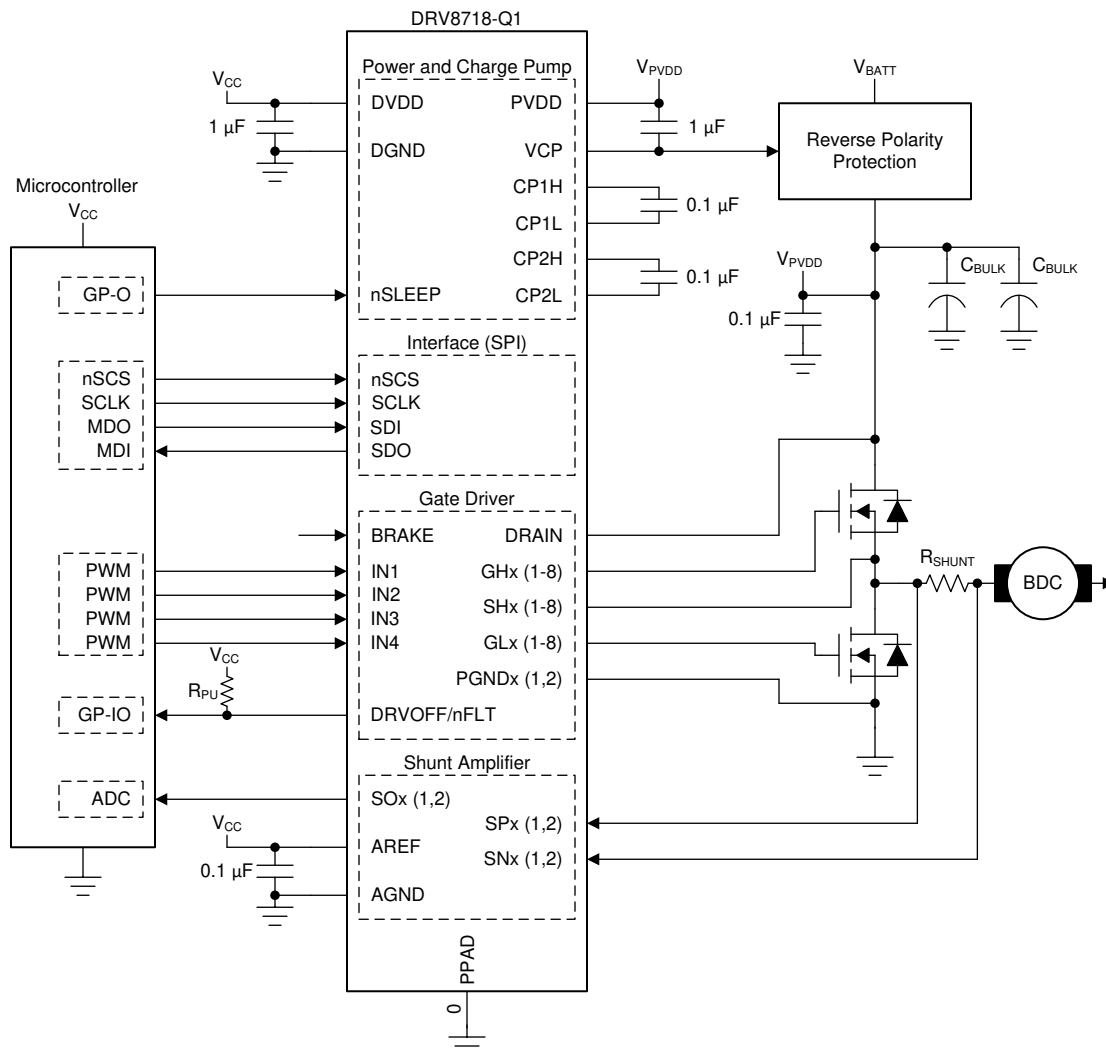 DRV8718-Q1
Power and Charge Pump
VCC
DVDD
PVDD
VPVDD
VBATT
1 µF
1 µF
DGND
VCP
Reverse Polarity
Protection
Microcontroller
VCC
CP1H
0.1 µF
CP1L
CP2H
0.1 µF
CP2L
VPVDD
CBULK
CBULK
GP-O
nSLEEP
0.1 µF
Interface (SPI)
nSCS
nSCS
SCLK
SCLK
MDO
SDI
MDI
SDO
Gate Driver
BRAKE
DRAIN
PWM
IN1
GHx (1-8)
PWM
IN2
SHx (1-8)
PWM
IN3
PWM
IN4
GLx (1-8)
RSHUNT
BDC
VCC
RPU
PGNDx (1,2)
GP-IO
DRVOFF/nFLT
Shunt Amplifier
ADC
SOx (1,2)
SPx (1,2)
VCC
AREF
SNx (1,2)
0.1 µF
AGND
PPAD
0